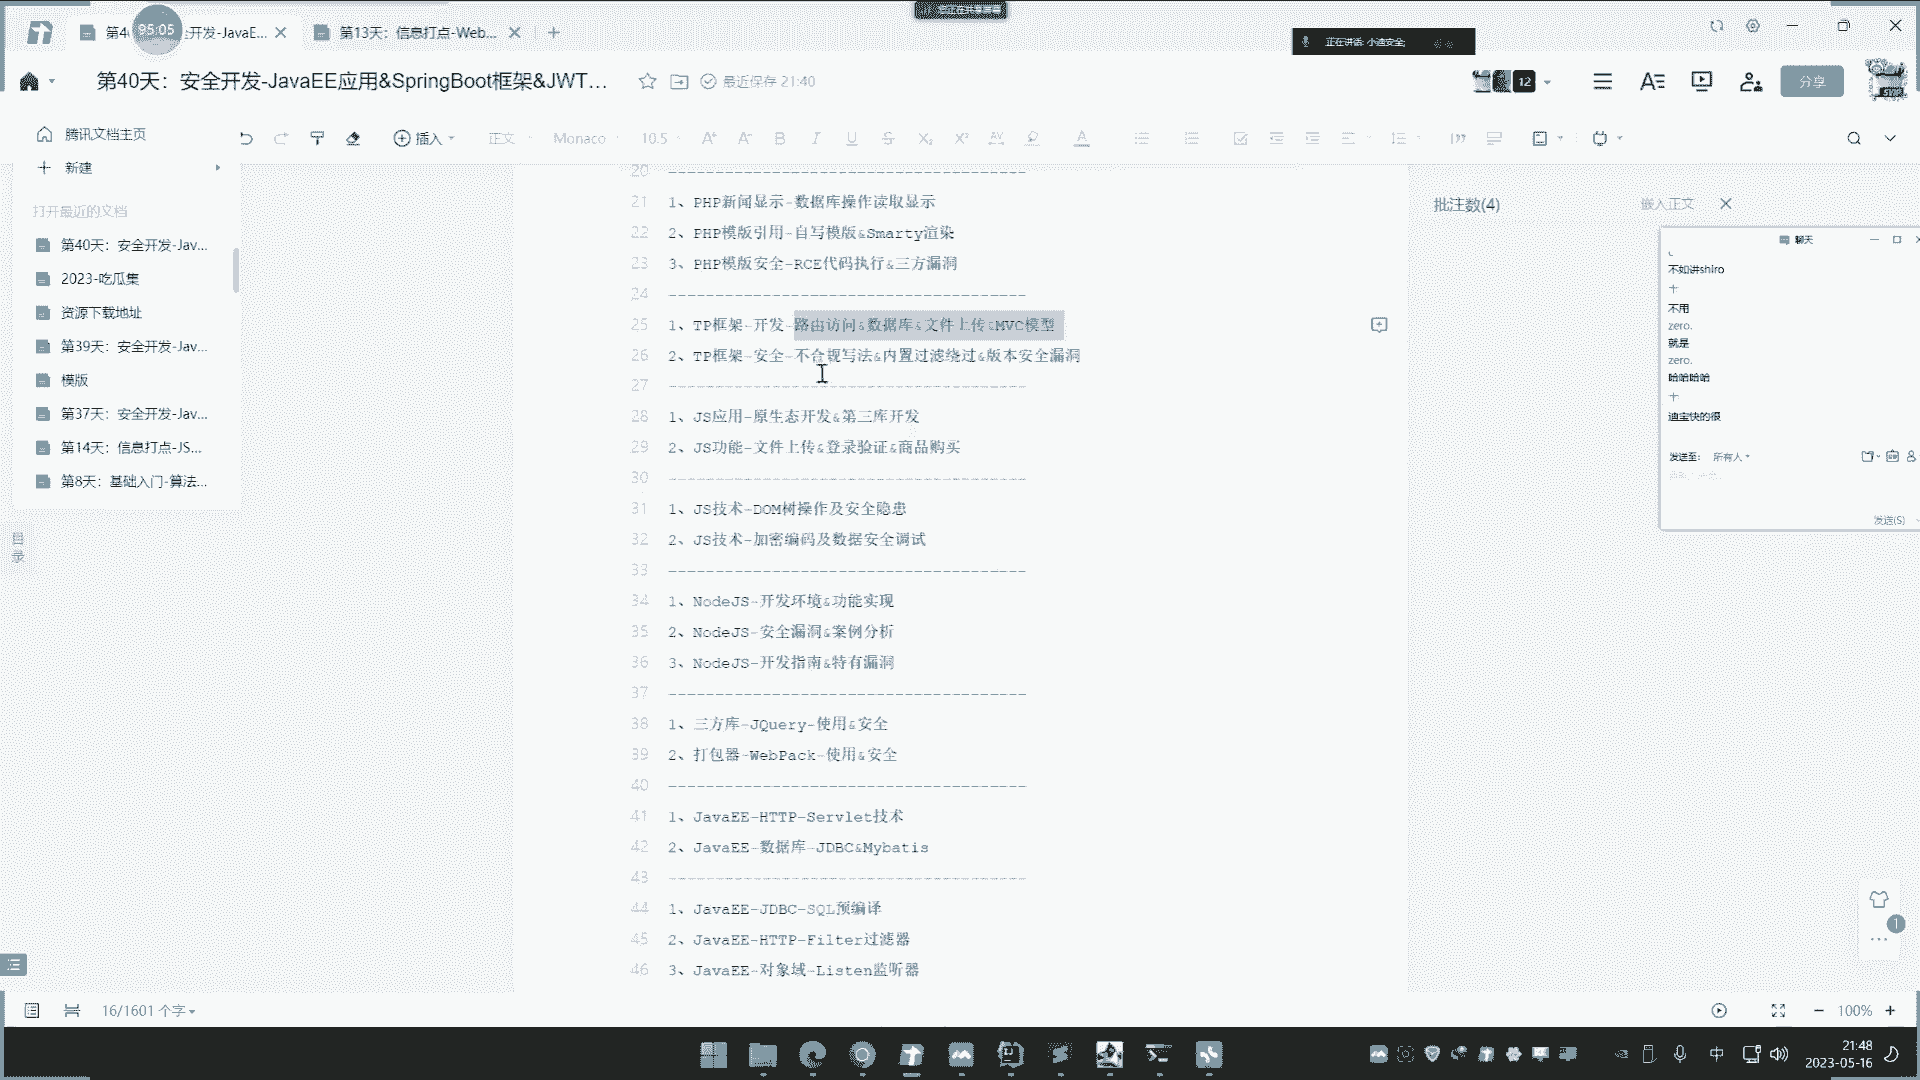 第4
95:05
:开发-JavaE...
第13天：信息打点-Web...
正在讲话: 小迪安全;
第40天：安全开发-JavaEE应用&SpringBoot框架&JWT...
最近保存 21:40
12
分享
腾讯文档主页
插入
正文
Monaco
10.5
新建
打开最近的文档
第40天：安全开发-Jav...
2023-吃瓜集
资源下载地址
第39天：安全开发-Jav...
模版
第37天：安全开发-Jav...
第14天：信息打点-JS...
第8天：基础入门-算法...
目录
20 ------------------------------------
21 1、PHP新闻显示-数据库操作读取显示
22 2、PHP模版引用-自写模版&Smarty渲染
23 3、PHP模版安全-RCE代码执行&三方漏洞
24 ------------------------------------
25 1、TP框架-开发-路由访问&数据库&文件上传&MVC模型
26 2、TP框架-安全-不合规写法&内置过滤绕过&版本安全漏洞
27 ------------------------------------
28 1、JS应用-原生态开发&第三库开发
29 2、JS功能-文件上传&登录验证&商品购买
30 ------------------------------------
31 1、JS技术-DOM树操作及安全隐患
32 2、JS技术-加密编码及数据安全调试
33 ------------------------------------
34 1、NodeJS-开发环境&功能实现
35 2、NodeJS-安全漏洞&案例分析
36 3、NodeJS-开发指南&特有漏洞
37 ------------------------------------
38 1、三方库-JQuery-使用&安全
39 2、打包器-WebPack-使用&安全
40 ------------------------------------
41 1、JavaEE-HTTP-Servlet技术
42 2、JavaEE-数据库-JDBC&Mybatis
43 ------------------------------------
44 1、JavaEE-JDBC-SQL预编译
45 2、JavaEE-HTTP-Filter过滤器
46 3、JavaEE-对象域-Listen监听器
批注数(4)
嵌入正文
聊天
不如讲shiro
十
不用
zero.
就是
zero.
哈哈哈哈
十
迪宝快的很
发送至: 所有人
发送(S)
1
16/1601 个字
100%
中
21:48
2023-05-16